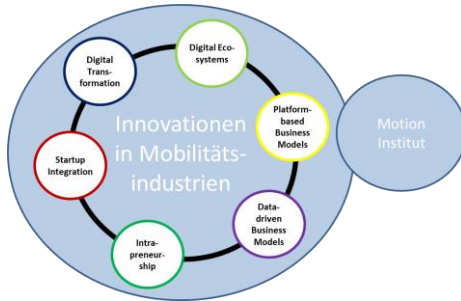 Digital Eco-
systems
Digital
Trans-
formation
Platform-
based Business
Models
Innovationen
in Mobilitäts-
industrien
Motion
Institut
Startup
Integration
Data-
driven
Business
Models
Intra-
preneur-
ship